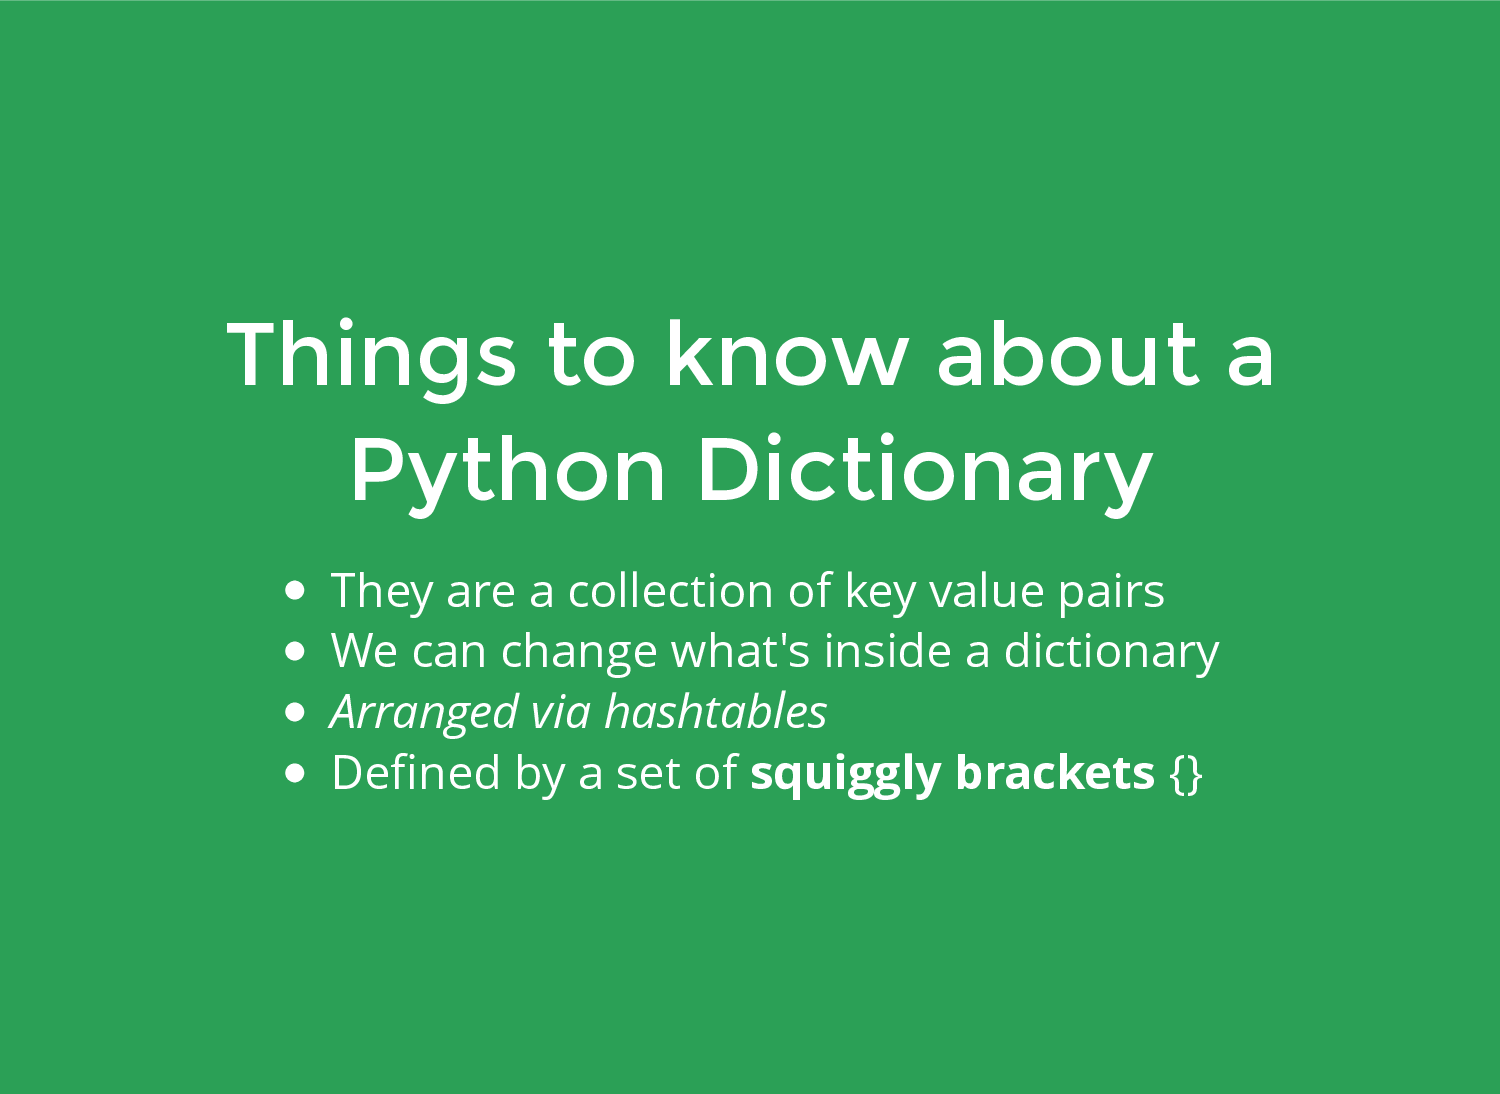 Things to know about a
Python Dictionary
They are a collection of key value pairs
We can change what's inside a dictionary
Arranged via hashtables
Defined by a set of squiggly brackets {}